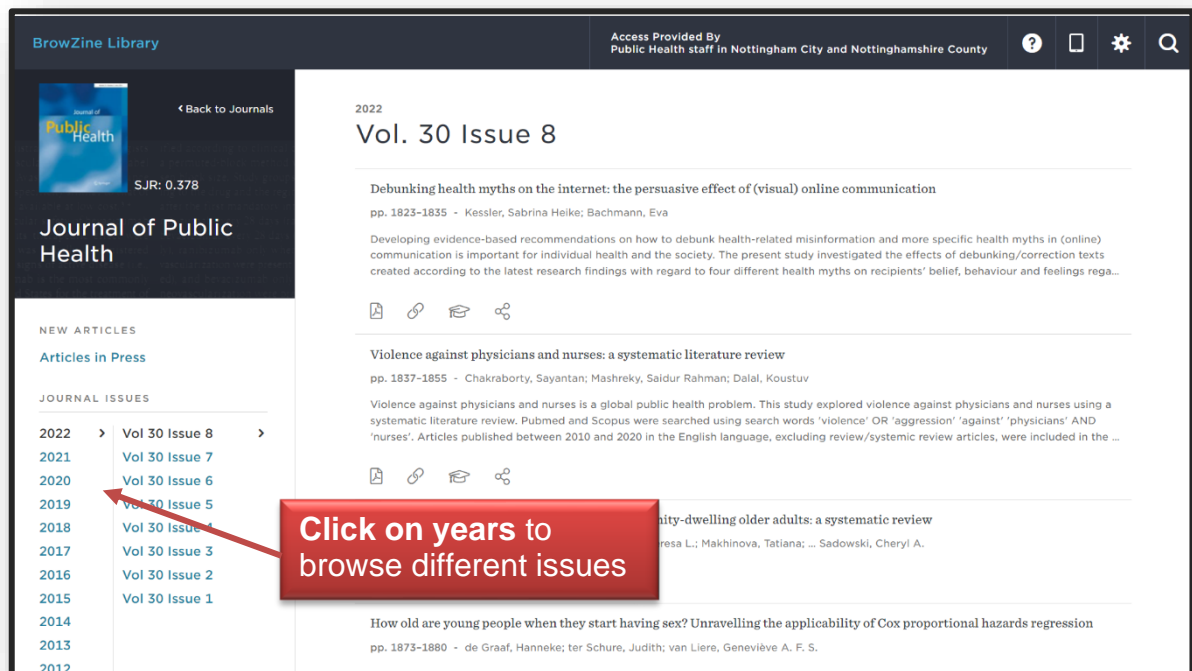 BrowZine Library
Access Provided By
Public Health staff in Nottingham City and Nottinghamshire County
Back to Journals
Journal of
Public
Health
SJR: 0.378
Journal of Public
Health
NEW ARTICLES
Articles in Press
JOURNAL ISSUES
2022 Vol 30 Issue 8
2021 Vol 30 Issue 7
2020 Vol 30 Issue 6
2019 Vol 30 Issue 5
2018 Vol 30 Issue 4
2017 Vol 30 Issue 3
2016 Vol 30 Issue 2
2015 Vol 30 Issue 1
2014
2013
2012
2022
Vol. 30 Issue 8
Debunking health myths on the internet: the persuasive effect of (visual) online communication
pp. 1823–1835 - Kessler, Sabrina Heike; Bachmann, Eva
Developing evidence-based recommendations on how to debunk health-related misinformation and more specific health myths in (online)
communication is important for individual health and the society. The present study investigated the effects of debunking/correction texts
created according to the latest research findings with regard to four different health myths on recipients' belief, behaviour and feelings rega...
Violence against physicians and nurses: a systematic literature review
pp. 1837–1855 - Chakraborty, Sayantan; Mashreky, Saidur Rahman; Dalal, Koustuv
Violence against physicians and nurses is a global public health problem. This study explored violence against physicians and nurses using a
systematic literature review. Pubmed and Scopus were searched using search words 'violence' OR 'aggression' 'against' 'physicians' AND
'nurses'. Articles published between 2010 and 2020 in the English language, excluding review/systemic review articles, were included in the ...
Click on years to
browse different issues
nity-dwelling older adults: a systematic review
resa L.; Makhinova, Tatiana; ... Sadowski, Cheryl A.
How old are young people when they start having sex? Unravelling the applicability of Cox proportional hazards regression
pp. 1873–1880 - de Graaf, Hanneke; ter Schure, Judith; van Liere, Geneviève A. F. S.